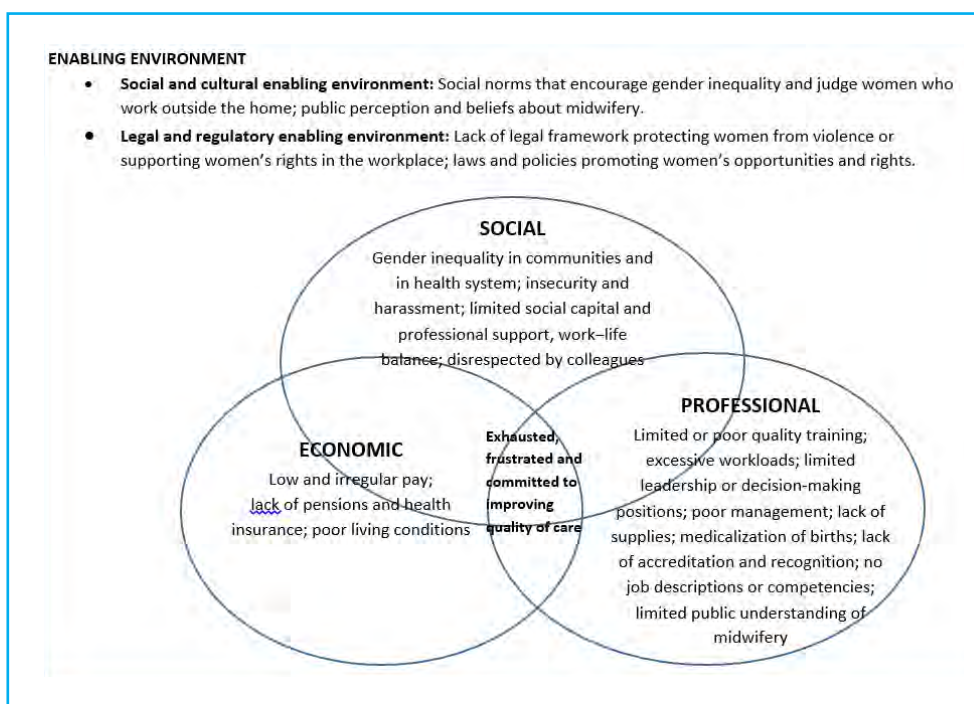 ENABLING ENVIRONMENT
• Social and cultural enabling environment: Social norms that encourage gender inequality and judge women who
work outside the home; public perception and beliefs about midwifery.
• Legal and regulatory enabling environment: Lack of legal framework protecting women from violence or
supporting women's rights in the workplace; laws and policies promoting women's opportunities and rights.
SOCIAL
Gender inequality in communities and
in health system; insecurity and
harassment; limited social capital and
professional support, work–life
balance; disrespected by colleagues
ECONOMIC
Low and irregular pay;
lack of pensions and health
insurance; poor living conditions
Exhausted,
frustrated and
committed to
improving
quality of care
PROFESSIONAL
Limited or poor quality training;
excessive workloads; limited
leadership or decision-making
positions; poor management; lack of
supplies; medicalization of births; lack
of accreditation and recognition; no
job descriptions or competencies;
limited public understanding of
midwifery